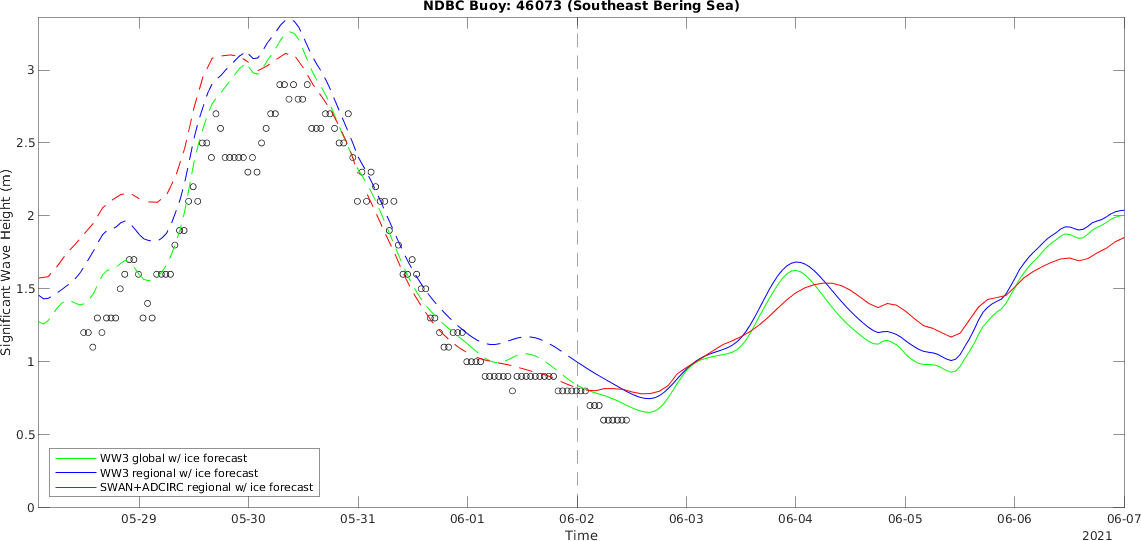 NDBC Buoy: 46073 (Southeast Bering Sea)
Significant Wave Height (m)
3
2.5
2
1.5
1
0.5
0
WW3 global w/ ice forecast
WW3 regional w/ ice forecast
SWAN+ADCIRC regional w/ ice forecast
05-29 05-30 05-31 06-01 06-02 06-03 06-04 06-05 06-06 06-07
Time
2021